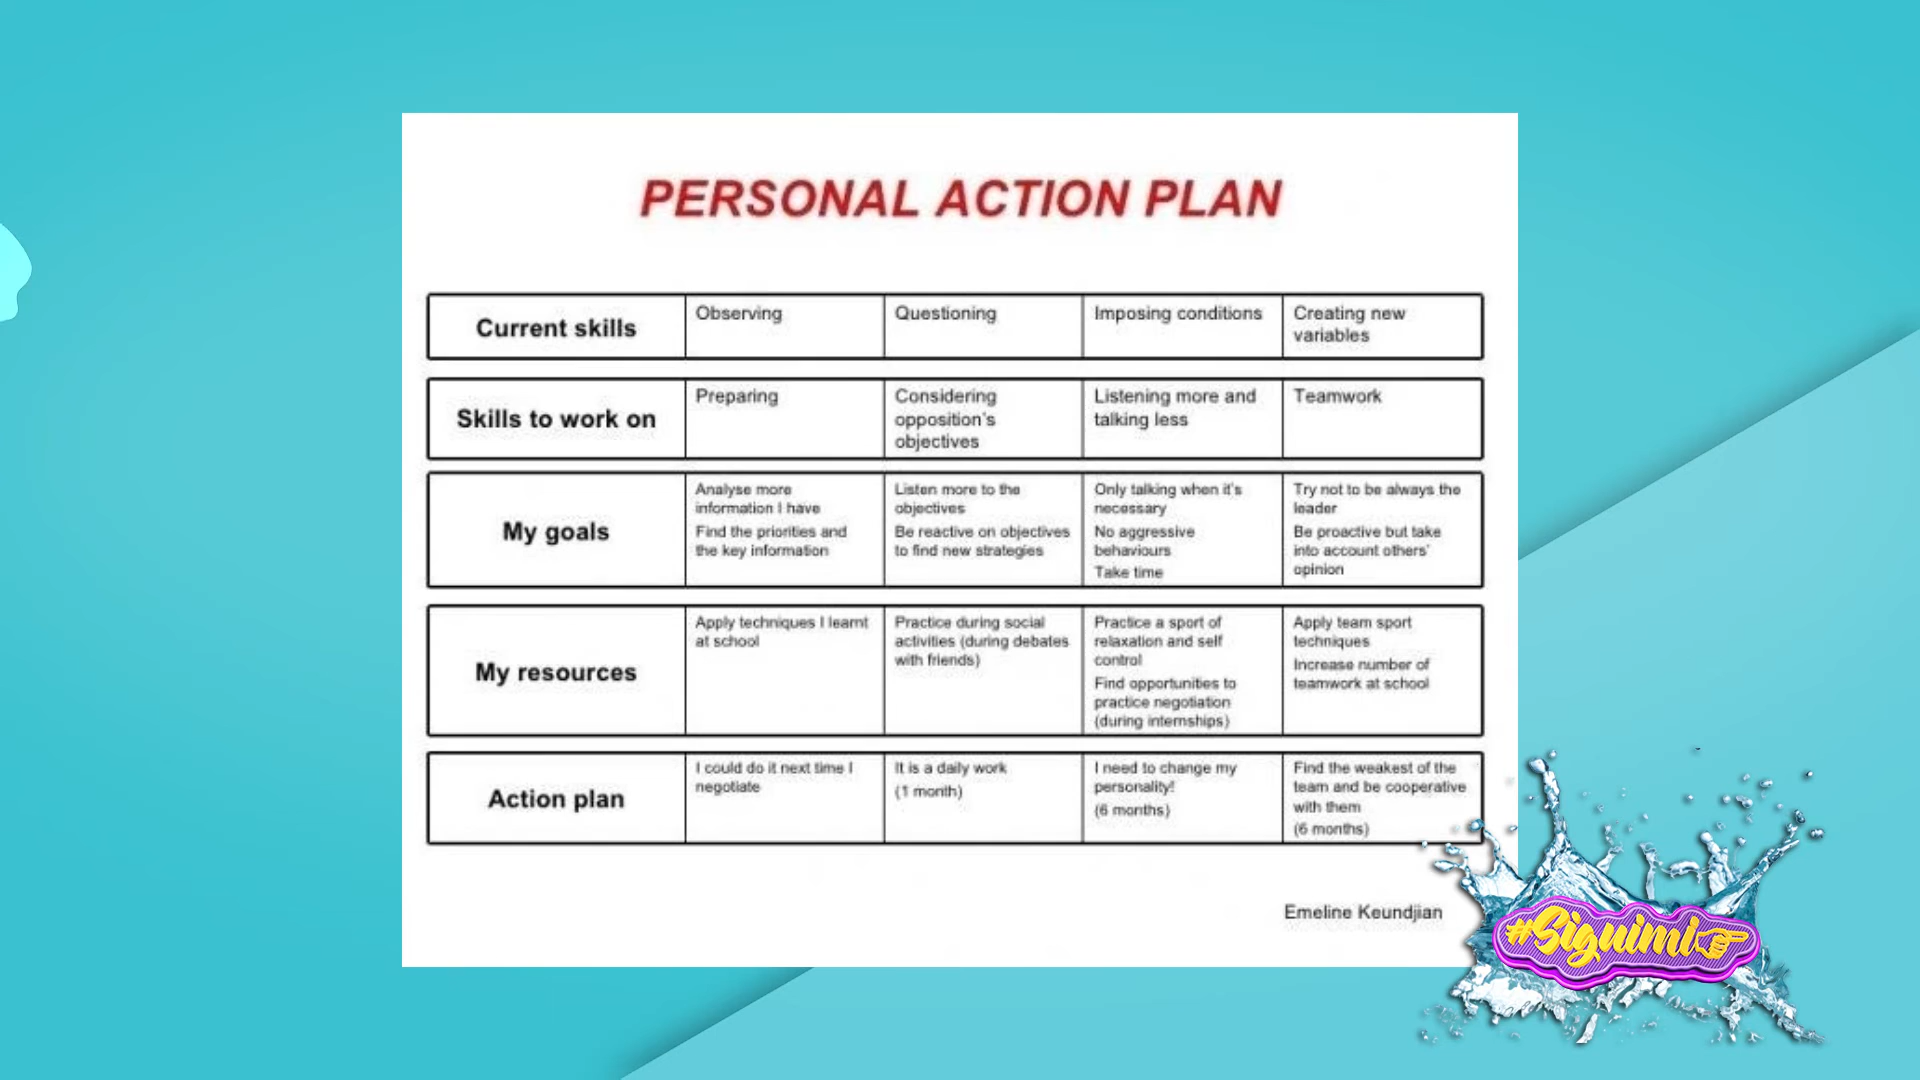 PERSONAL ACTION PLAN
Current skills
Observing
Questioning
Imposing conditions
Creating new
variables
Skills to work on
Preparing
Considering
opposition's
objectives
Listening more and
talking less
Teamwork
My goals
Analyse more
information I have
Find the priorities and
the key information
Listen more to the
objectives
Be reactive on objectives
to find new strategies
Only talking when it's
necessary
No aggressive
behaviours
Take time
Try not to be always the
leader
Be proactive but take
into account others'
opinion
My resources
Apply techniques I learnt
at school
Practice during social
activities (during debates
with friends)
Practice a sport of
relaxation and self
control
Find opportunities to
practice negotiation
(during internships)
Apply team sport
techniques
Increase number of
teamwork at school
Action plan
I could do it next time I
negotiate
It is a daily work
(1 month)
I need to change my
personality!
(6 months)
Find the weakest of the
team and be cooperative
with them
(6 months)
Emeline Keundjian
#Siguimi